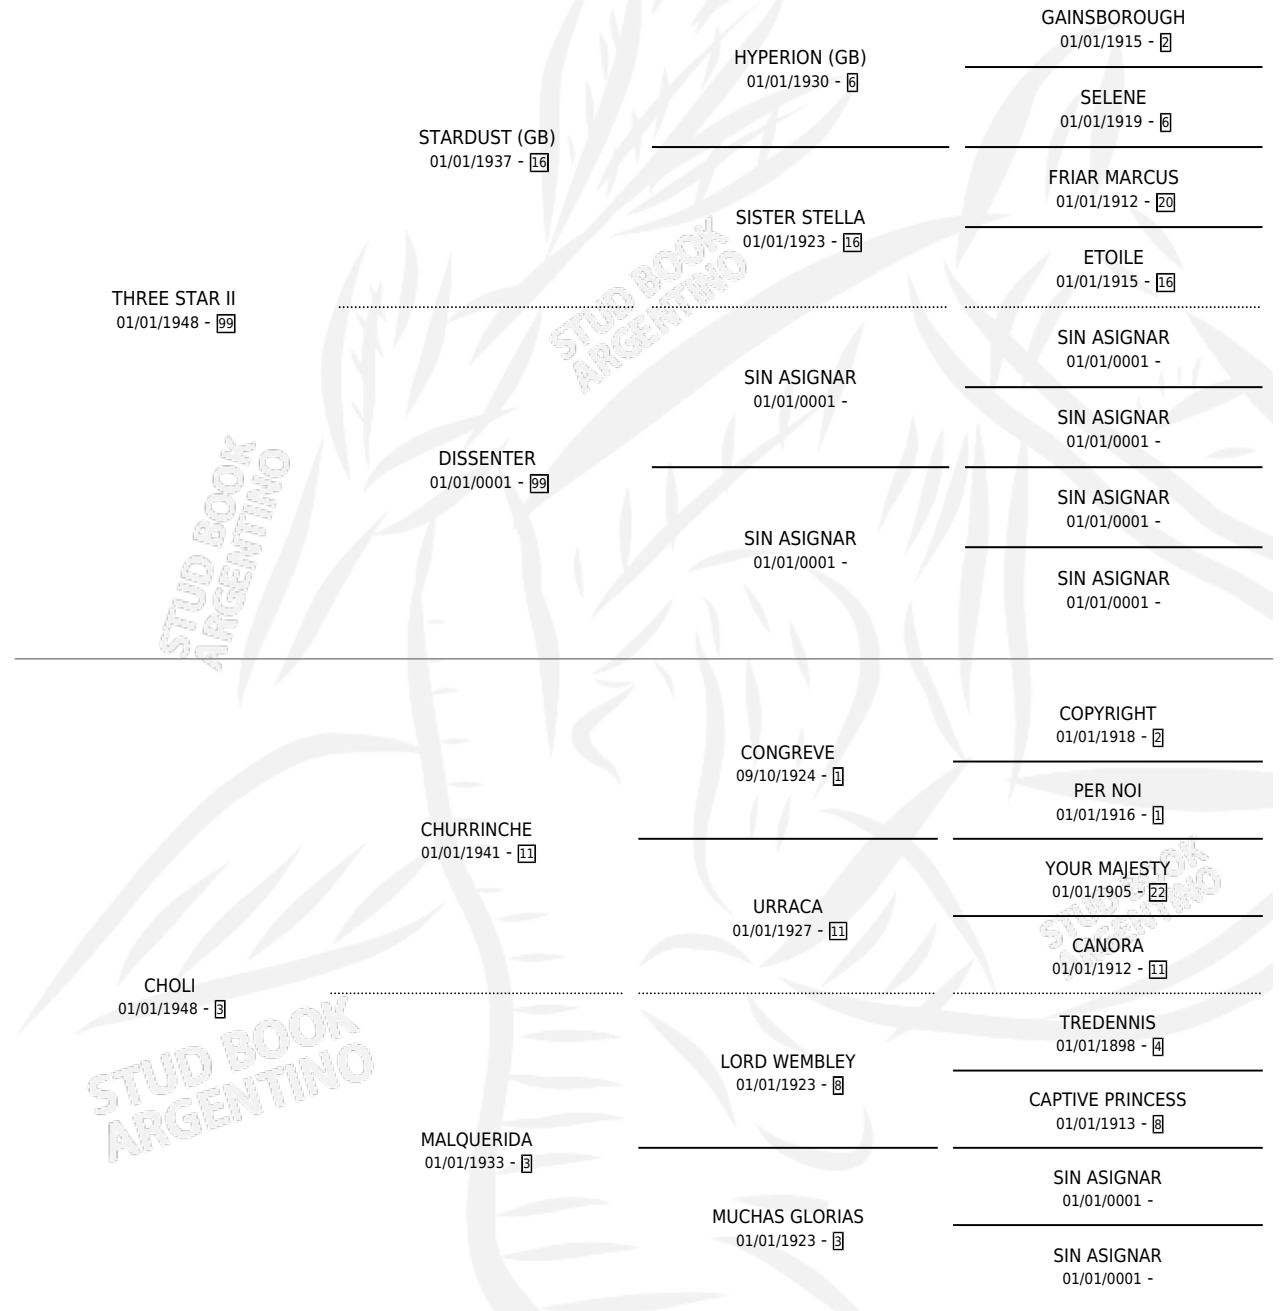 GAINSBOROUGH
01/01/1915 - 2
HYPERION (GB)
01/01/1930 - 6
SELENE
01/01/1919 - 6
STARDUST (GB)
01/01/1937 - 16
FRIAR MARCUS
01/01/1912 - 20
SISTER STELLA
01/01/1923 - 16
ETOILE
01/01/1915 - 16
THREE STAR II
01/01/1948 - 99
SIN ASIGNAR
01/01/0001 -
SIN ASIGNAR
01/01/0001 -
SIN ASIGNAR
01/01/0001 -
DISSENTER
01/01/0001 - 99
SIN ASIGNAR
01/01/0001 -
SIN ASIGNAR
01/01/0001 -
SIN ASIGNAR
01/01/0001 -
STUD BOOK
ARGENTINO
STUD BOOK
ARGENTINO
COPYRIGHT
01/01/1918 - 2
CONGREVE
09/10/1924 - 1
PER NOI
01/01/1916 - 1
CHURRINCHE
01/01/1941 - 11
YOUR MAJESTY
01/01/1905 - 22
URRACA
01/01/1927 - 11
CANORA
01/01/1912 - 11
STUD BOOK
ARGENTINO
CHOLI
01/01/1948 - 3
TREDENNIS
01/01/1898 - 4
LORD WEMBLEY
01/01/1923 - 8
CAPTIVE PRINCESS
01/01/1913 - 8
STUD BOOK
ARGENTINO
MALQUERIDA
01/01/1933 - 3
SIN ASIGNAR
01/01/0001 -
MUCHAS GLORIAS
01/01/1923 - 3
SIN ASIGNAR
01/01/0001 -